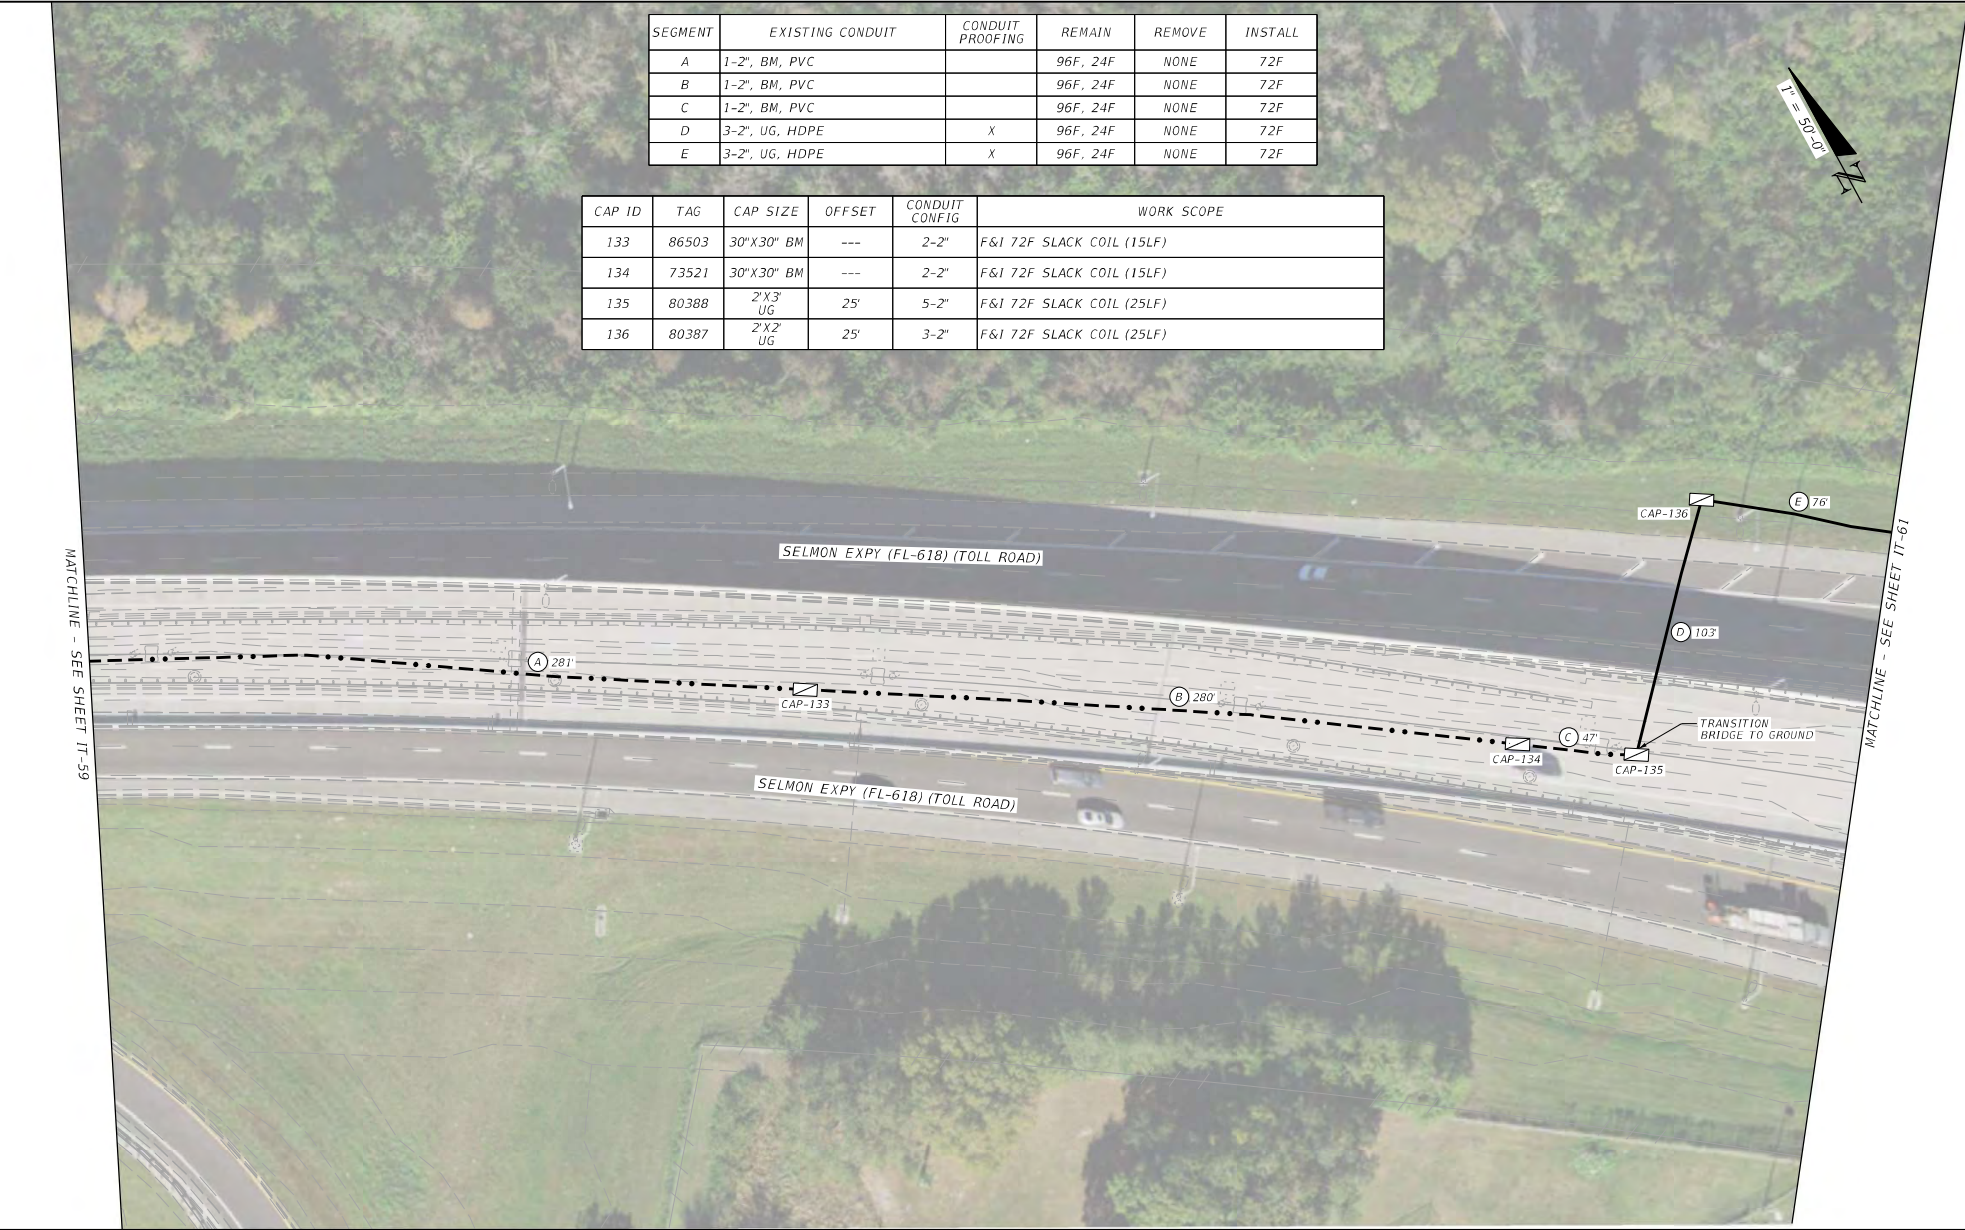 SEGMENT EXISTING CONDUIT CONDUIT PROOFING REMAIN REMOVE INSTALL
A 1-2", BM, PVC 96F, 24F NONE 72F
B 1-2", BM, PVC 96F, 24F NONE 72F
C 1-2", BM, PVC 96F, 24F NONE 72F
D 3-2", UG, HDPE X 96F, 24F NONE 72F
E 3-2", UG, HDPE X 96F, 24F NONE 72F
1" = 50'-0"
N
CAP ID TAG CAP SIZE OFFSET CONDUIT CONFIG WORK SCOPE
133 86503 30"X30" BM --- 2-2" F&I 72F SLACK COIL (15LF)
134 73521 30"X30" BM --- 2-2" F&I 72F SLACK COIL (15LF)
135 80388 2'X3' UG 25' 5-2" F&I 72F SLACK COIL (25LF)
136 80387 2'X2' UG 25' 3-2" F&I 72F SLACK COIL (25LF)
E 76'
CAP-136
SELMON EXPY (FL-618) (TOLL ROAD)
MATCHLINE - SEE SHEET IT-59
MATCHLINE - SEE SHEET IT-61
D 103'
A 281'
CAP-133
B 280'
C 47'
TRANSITION
BRIDGE TO GROUND
CAP-134
CAP-135
SELMON EXPY (FL-618) (TOLL ROAD)